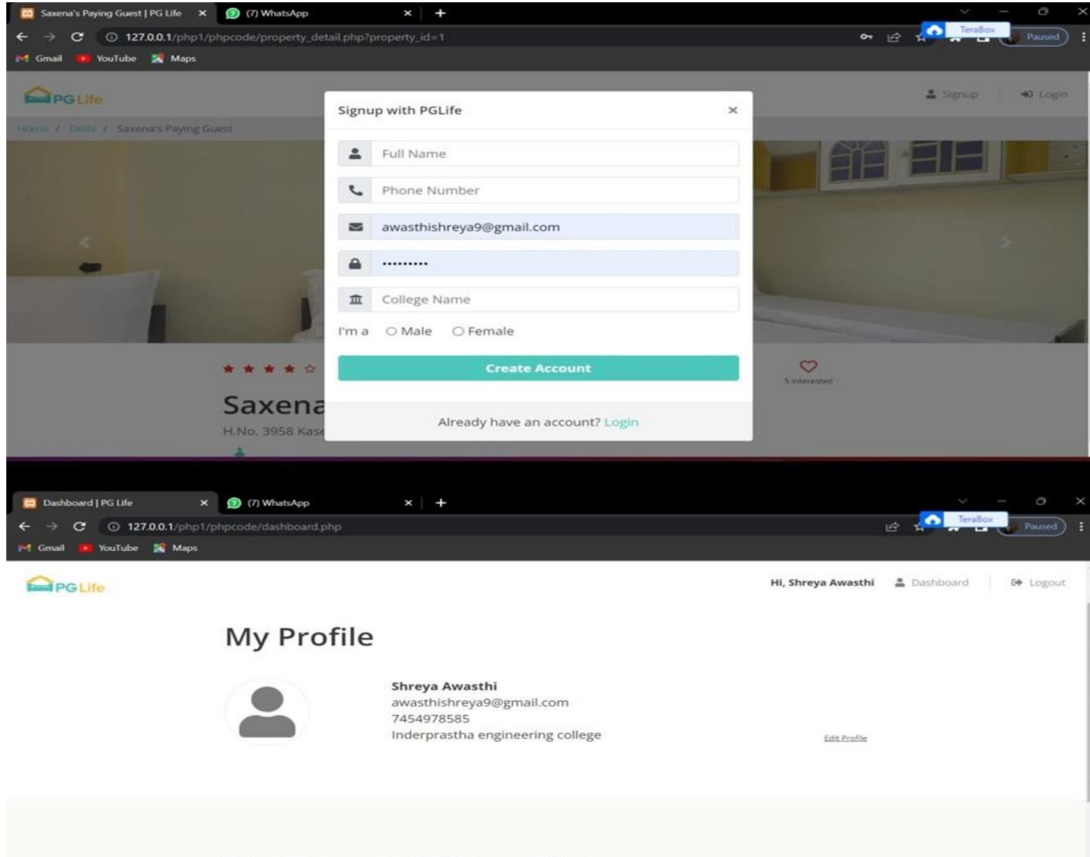 Saxena's Paying Guest | PG Life × (7) WhatsApp × +
127.0.0.1/php1/phpcode/property_detail.php?property_id=1 TeraBox Paused
Gmail YouTube Maps
PG Life Signup Login
Home / Delhi / Saxena's Paying Guest
Signup with PGLife ×
Full Name
Phone Number
awasthishreya9@gmail.com
•••••••••
College Name
I'm a Male Female
Create Account
5 interested
Saxena
H.No. 3958 Kase
Already have an account? Login
Dashboard | PG Life × (7) WhatsApp × +
127.0.0.1/php1/phpcode/dashboard.php TeraBox Paused
Gmail YouTube Maps
PG Life Hi, Shreya Awasthi Dashboard Logout
My Profile
Shreya Awasthi
awasthishreya9@gmail.com
7454978585
Inderprastha engineering college
Edit Profile